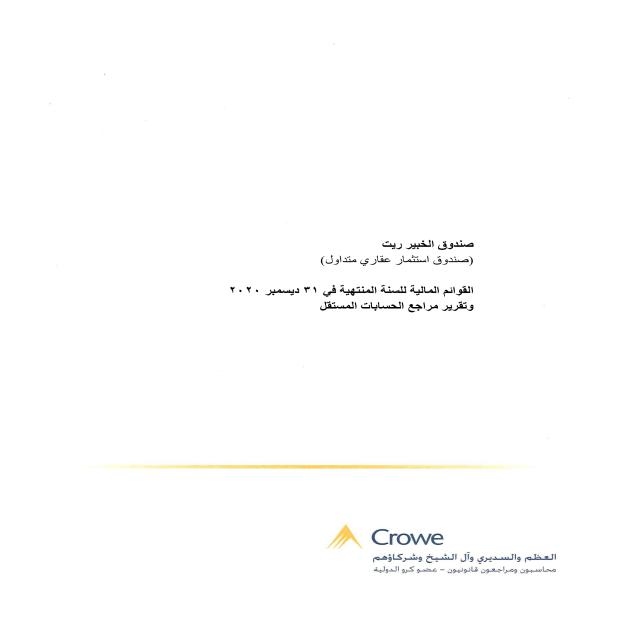 صندوق الخبير ريت
(صندوق استثمار عقاري متداول)
القوائم المالية للسنة المنتهية في ٣١ ديسمبر ٢٠٢٠
وتقرير مراجع الحسابات المستقل
Crowe
العظم والسديري وآل الشيخ وشركاؤهم
محاسبون ومراجعون قانونيون - عضو كرو الدولية